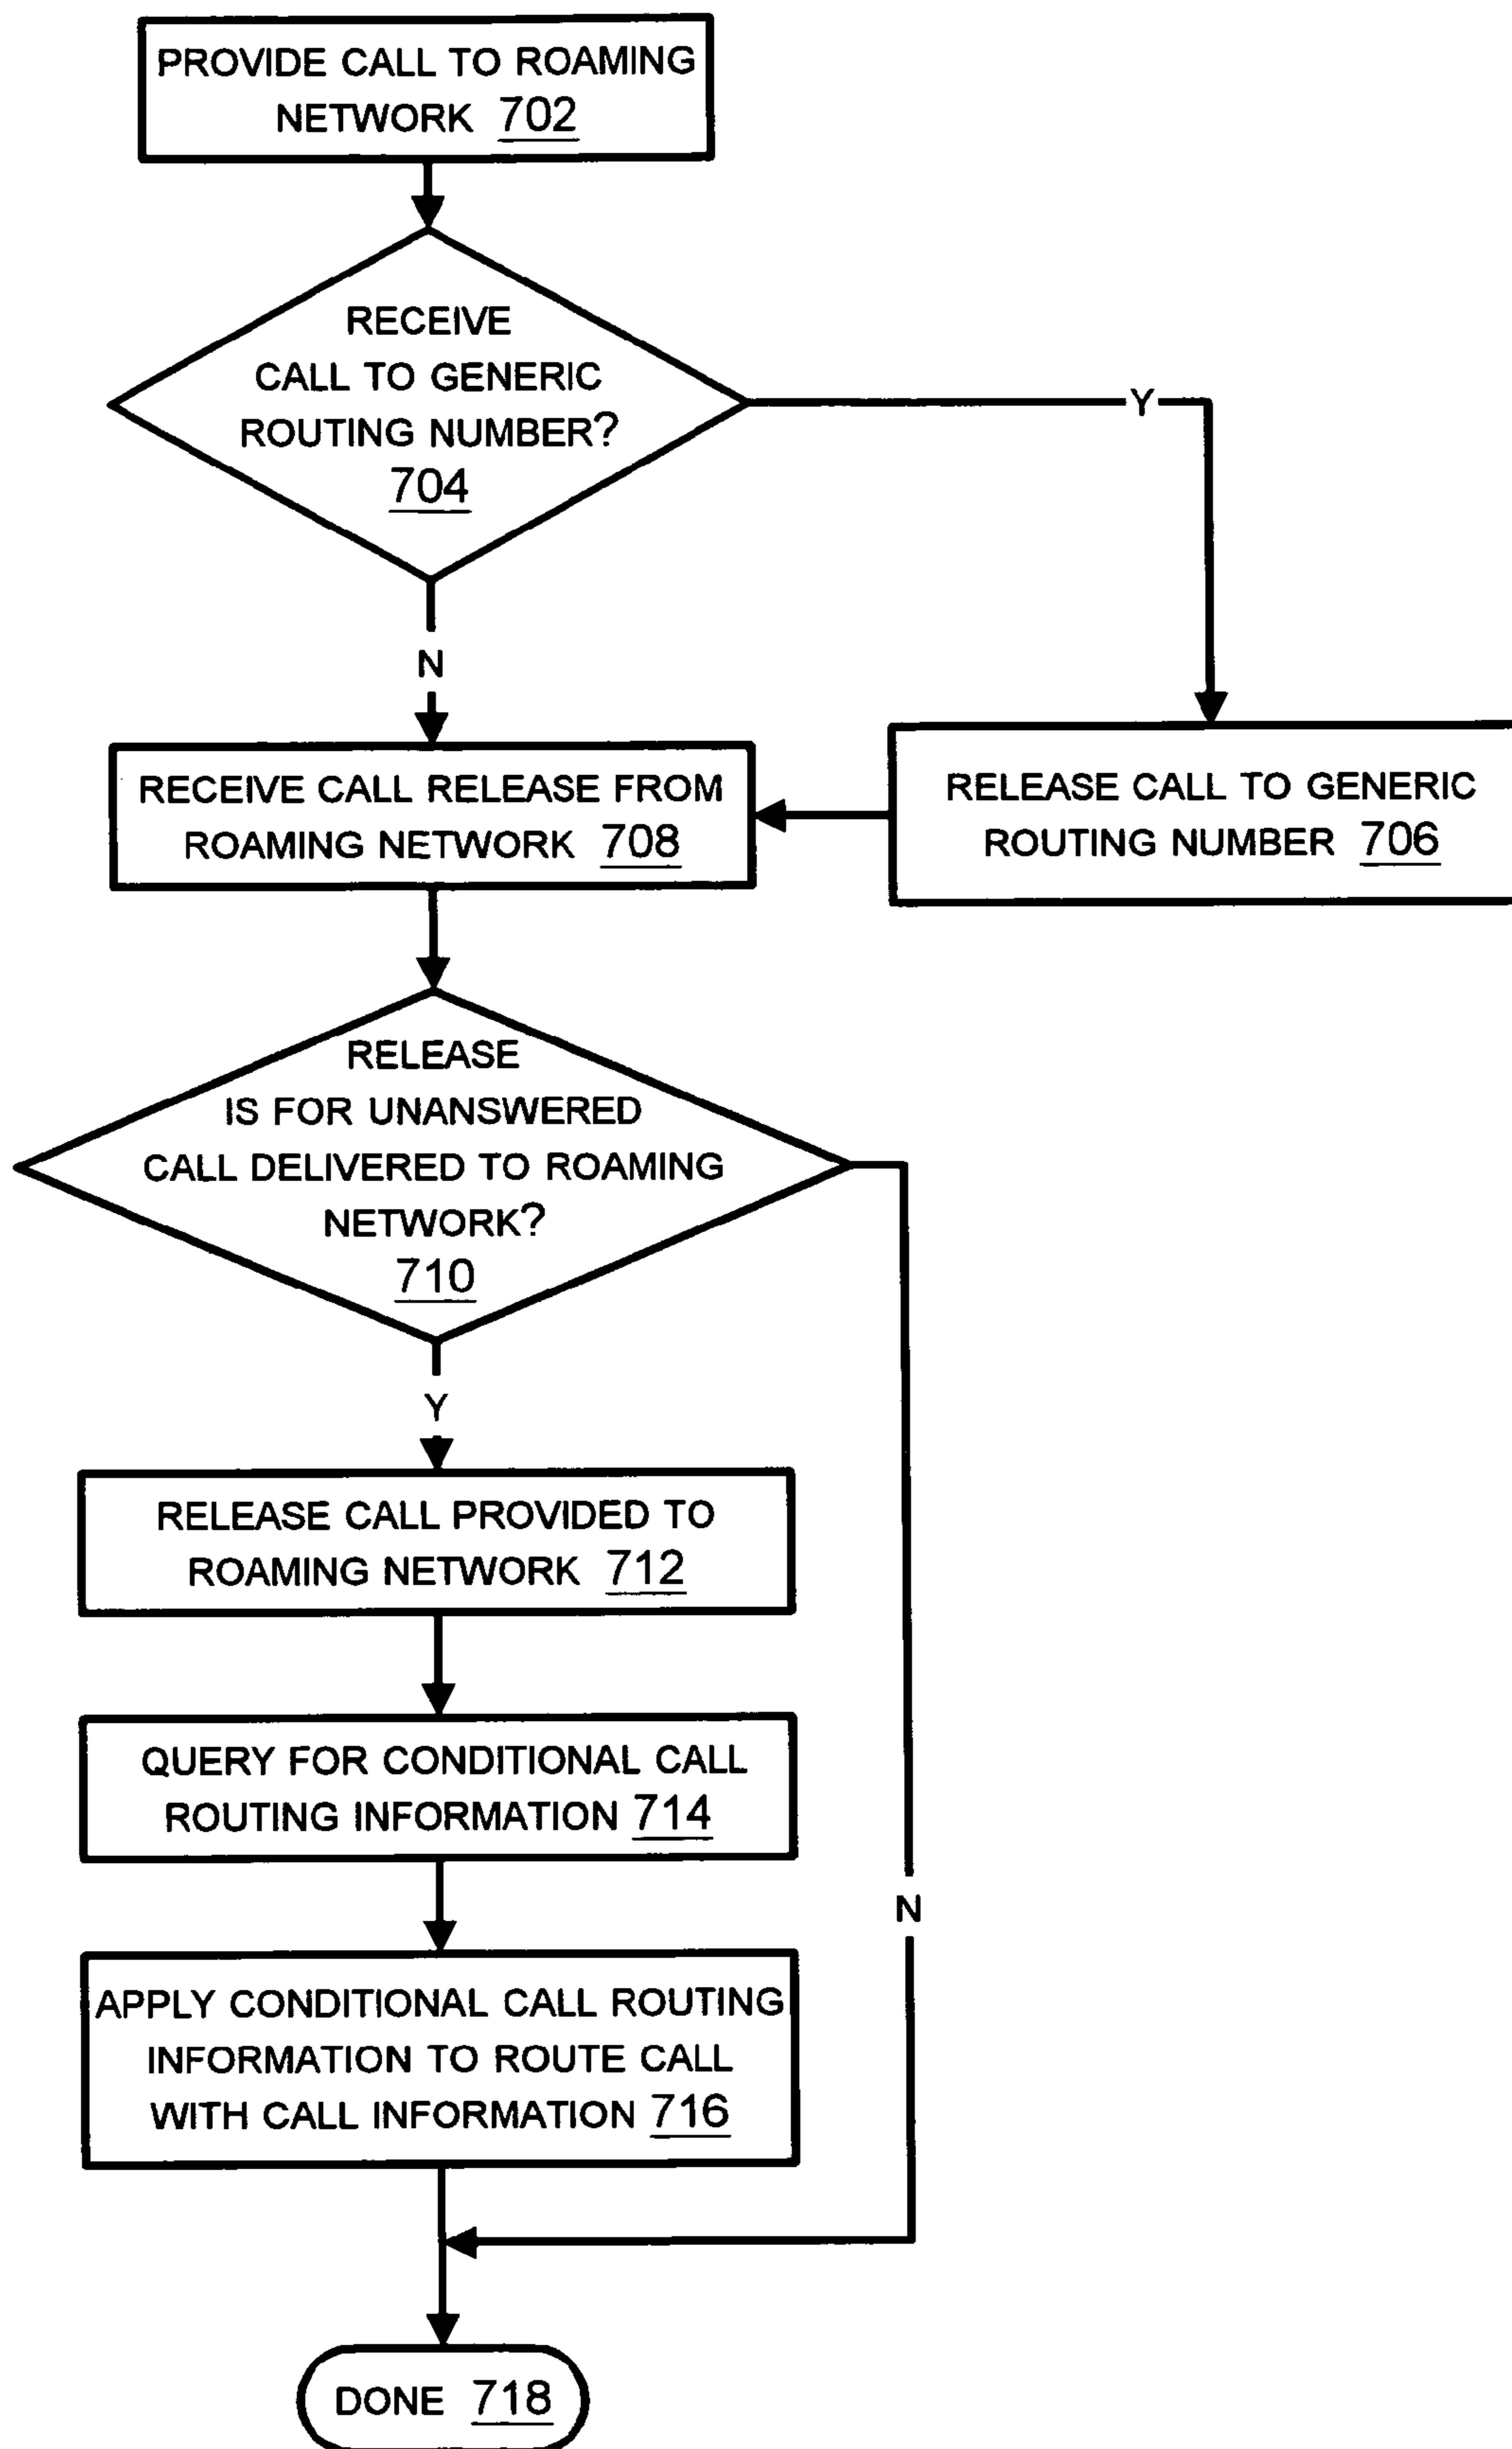 PROVIDE CALL TO ROAMING
NETWORK 702
RECEIVE
CALL TO GENERIC
ROUTING NUMBER?
704
Y
N
RECEIVE CALL RELEASE FROM
ROAMING NETWORK 708
RELEASE CALL TO GENERIC
ROUTING NUMBER 706
RELEASE
IS FOR UNANSWERED
CALL DELIVERED TO ROAMING
NETWORK?
710
Y
RELEASE CALL PROVIDED TO
ROAMING NETWORK 712
QUERY FOR CONDITIONAL CALL
ROUTING INFORMATION 714
N
APPLY CONDITIONAL CALL ROUTING
INFORMATION TO ROUTE CALL
WITH CALL INFORMATION 716
DONE 718